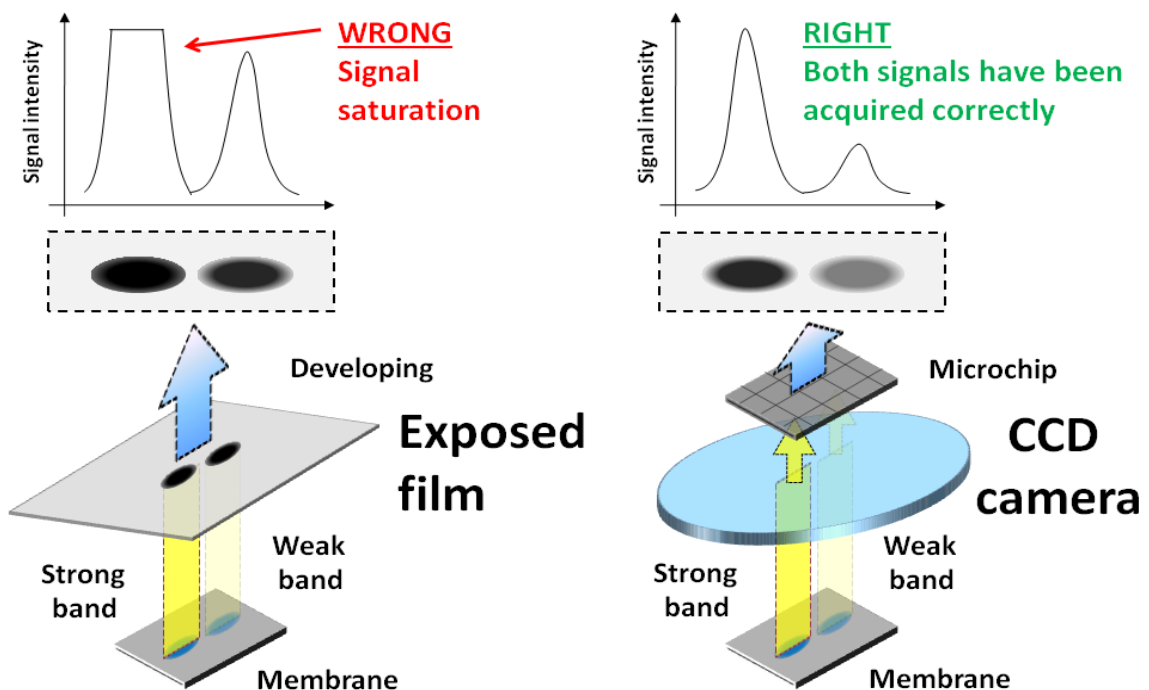 Signal intensity
WRONG
Signal
saturation
Developing
Exposed
film
Strong
band
Weak
band
Membrane
Signal intensity
RIGHT
Both signals have been
acquired correctly
Microchip
CCD
camera
Strong
band
Weak
band
Membrane